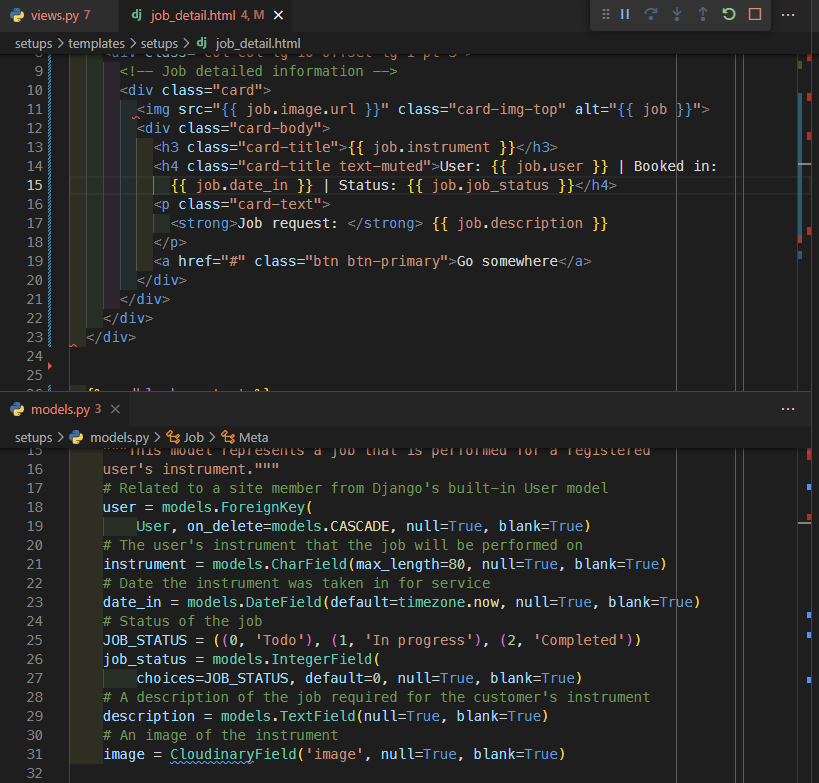 views.py 7
job_detail.html 4, M
setups > templates > setups > job_detail.html
9 <!-- Job detailed information -->
10 <div class="card">
11 <img src="{{ job.image.url }}" class="card-img-top" alt="{{ job }}">
12 <div class="card-body">
13 <h3 class="card-title">{{ job.instrument }}</h3>
14 <h4 class="card-title text-muted">User: {{ job.user }} | Booked in:
15 {{ job.date_in }} | Status: {{ job.job_status }}</h4>
16 <p class="card-text">
17 <strong>Job request: </strong> {{ job.description }}
18 </p>
19 <a href="#" class="btn btn-primary">Go somewhere</a>
20 </div>
21 </div>
22 </div>
23 </div>
24
25
models.py 3
setups > models.py > Job > Meta
15 """This model represents a job that is performed for a registered
16 user's instrument."""
17 # Related to a site member from Django's built-in User model
18 user = models.ForeignKey(
19 User, on_delete=models.CASCADE, null=True, blank=True)
20 # The user's instrument that the job will be performed on
21 instrument = models.CharField(max_length=80, null=True, blank=True)
22 # Date the instrument was taken in for service
23 date_in = models.DateField(default=timezone.now, null=True, blank=True)
24 # Status of the job
25 JOB_STATUS = ((0, 'Todo'), (1, 'In progress'), (2, 'Completed'))
26 job_status = models.IntegerField(
27 choices=JOB_STATUS, default=0, null=True, blank=True)
28 # A description of the job required for the customer's instrument
29 description = models.TextField(null=True, blank=True)
30 # An image of the instrument
31 image = CloudinaryField('image', null=True, blank=True)
32